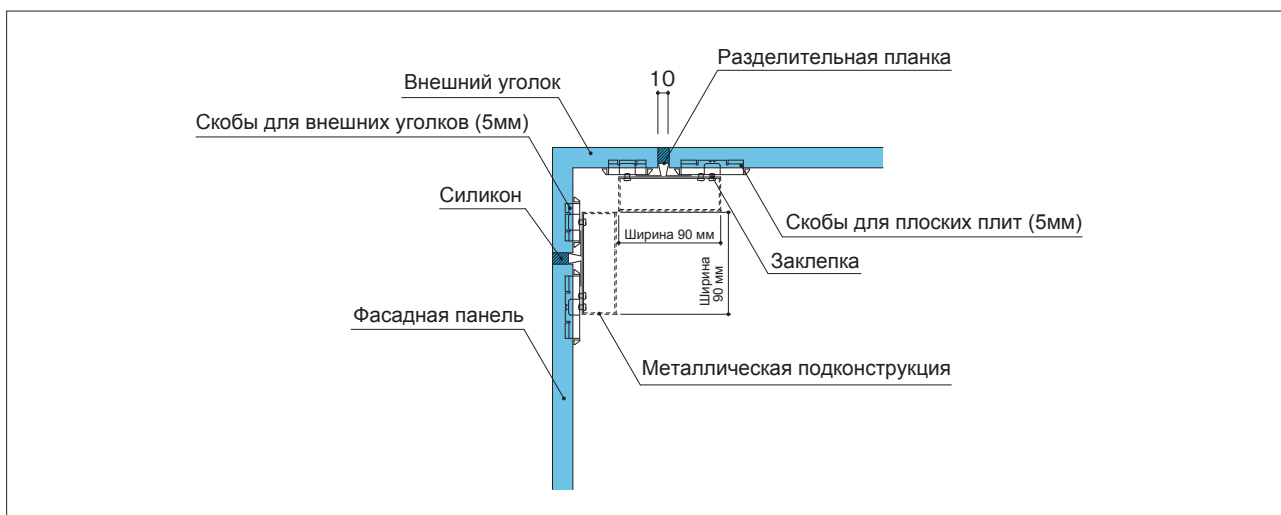 Разделительная планка
10
Внешний уголок
Скобы для внешних уголков (5мм)
Силикон
Скобы для плоских плит (5мм)
Ширина 90 мм
Заклепка
Ширина
90 мм
Фасадная панель
Металлическая подконструкция